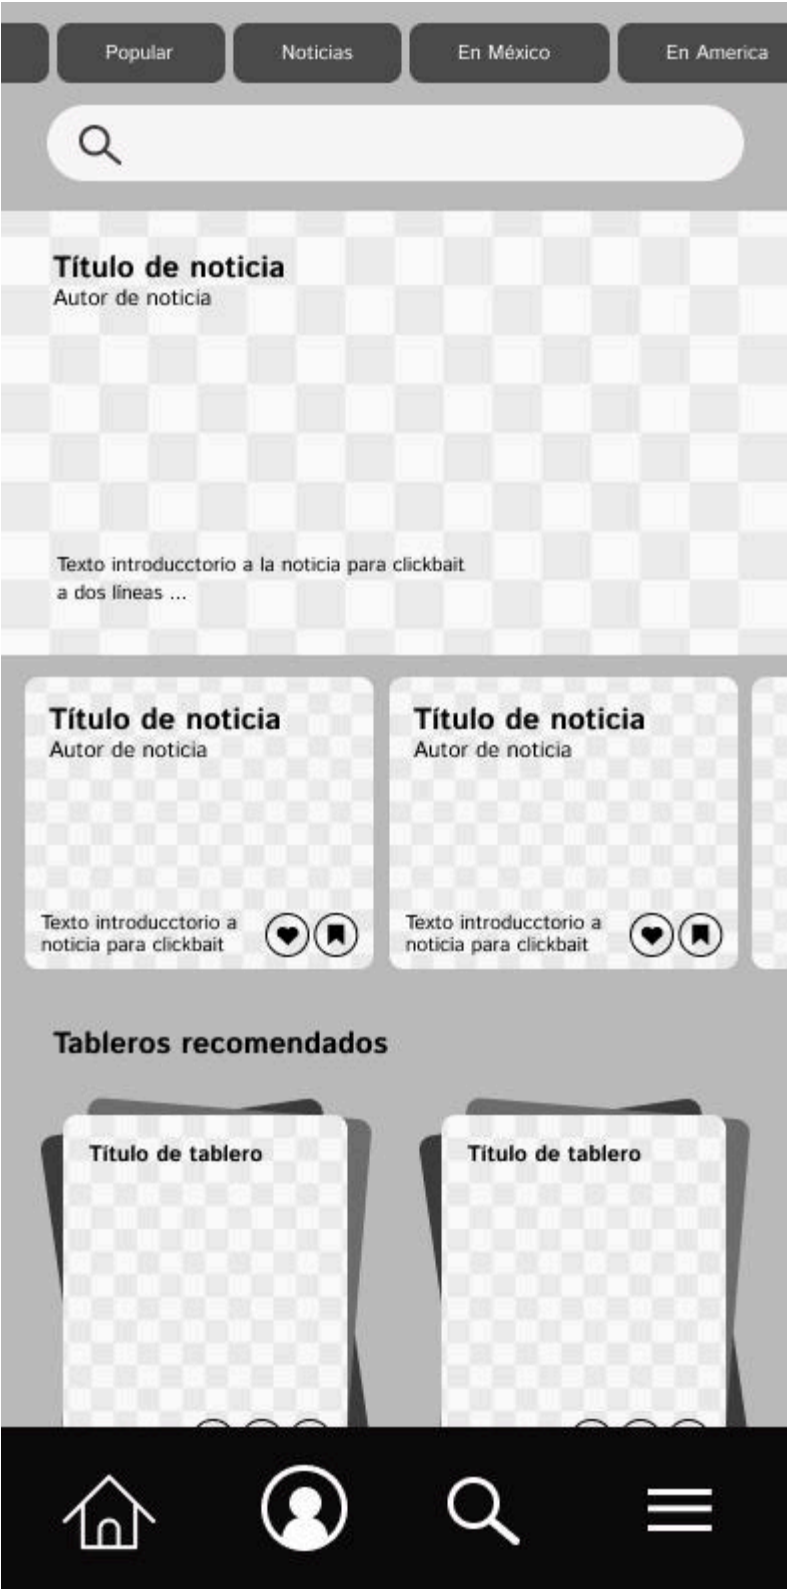 Popular
Noticias
En México
En America
Título de noticia
Autor de noticia
Texto introducctorio a la noticia para clickbait
a dos lineas ...
Título de noticia
Autor de noticia
Texto introducctorio a
noticia para clickbait
Título de noticia
Autor de noticia
Texto introducctorio a
noticia para clickbait
Tableros recomendados
Título de tablero
Título de tablero